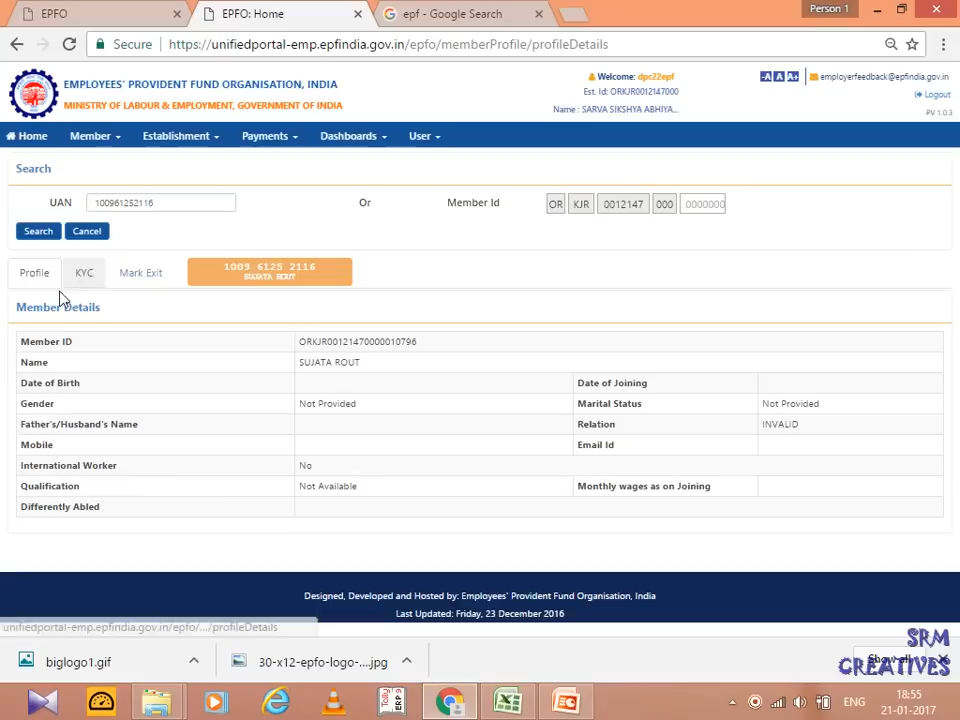 EPFO
EPFO: Home
epf - Google Search
Person 1
Secure
https://unifiedportal-emp.epfindia.gov.in/epfo/memberProfile/profileDetails
EMPLOYEES' PROVIDENT FUND ORGANISATION, INDIA
MINISTRY OF LABOUR & EMPLOYMENT, GOVERNMENT OF INDIA
Welcome: dpc22epf
Est. Id: ORKJR0012147000
Name : SARVA SIKSHYA ABHIYA...
-A A A+
employerfeedback@epfindia.gov.in
Logout
PV 1.0.3
Home Member Establishment Payments Dashboards User
Search
UAN 100961252116 Or Member Id OR KJR 0012147 000 0000000
Search Cancel
Profile KYC Mark Exit
1009 6125 2116
SUJATA ROUT
Member Details
Member ID ORKJR00121470000010796
Name SUJATA ROUT
Date of Birth Date of Joining
Gender Not Provided Marital Status Not Provided
Father's/Husband's Name Relation INVALID
Mobile Email Id
International Worker No
Qualification Not Available Monthly wages as on Joining
Differently Abled
Designed, Developed and Hosted by: Employees' Provident Fund Organisation, India
Last Updated: Friday, 23 December 2016
unifiedportal-emp.epfindia.gov.in/epfo/.../profileDetails
biglogo1.gif
30-x12-epfo-logo-....jpg
Show all
SRM
CREATIVES
ENG
18:55
21-01-2017